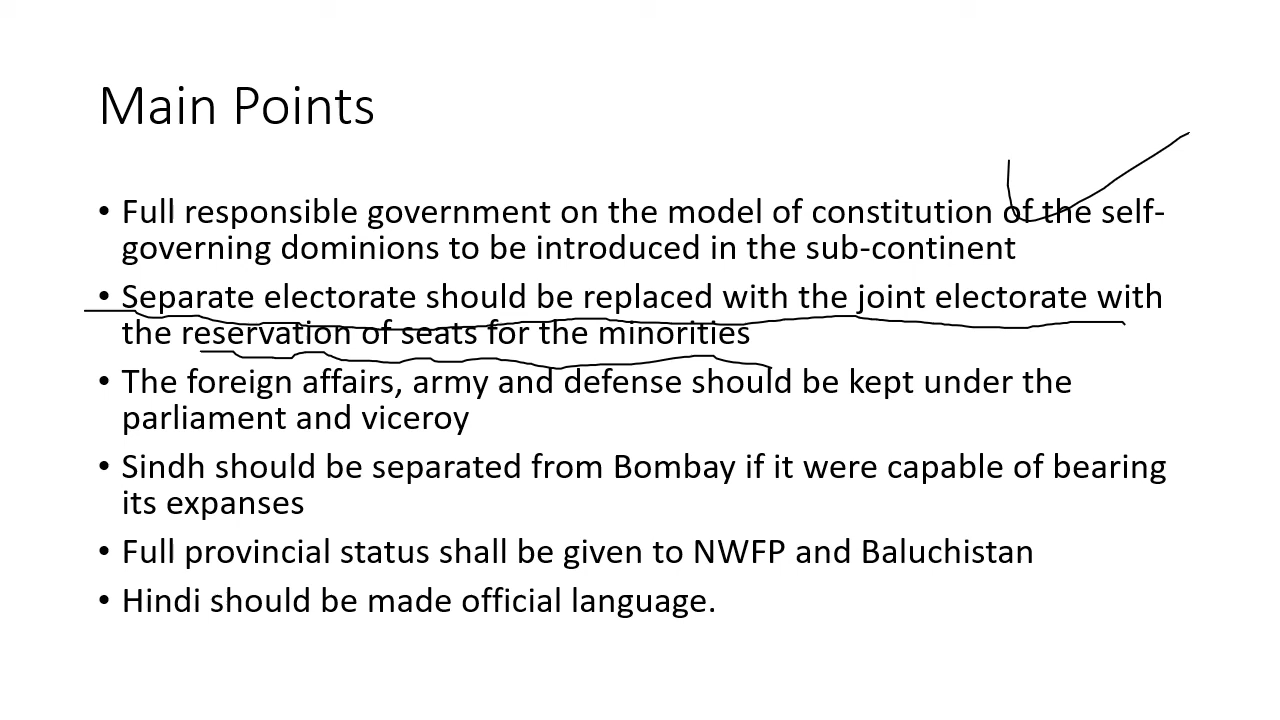 Main Points
• Full responsible government on the model of constitution of the self-
governing dominions to be introduced in the sub-continent
• Separate electorate should be replaced with the joint electorate with
the reservation of seats for the minorities
• The foreign affairs, army and defense should be kept under the
parliament and viceroy
• Sindh should be separated from Bombay if it were capable of bearing
its expanses
• Full provincial status shall be given to NWFP and Baluchistan
• Hindi should be made official language.